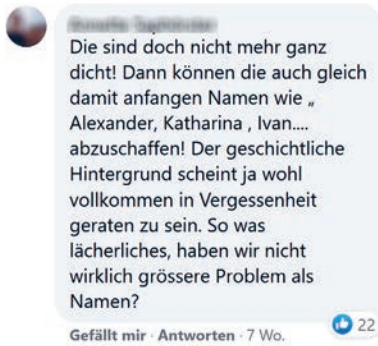 Die sind doch nicht mehr ganz
dicht! Dann können die auch gleich
damit anfangen Namen wie „
Alexander, Katharina , Ivan....
abzuschaffen! Der geschichtliche
Hintergrund scheint ja wohl
vollkommen in Vergessenheit
geraten zu sein. So was
lächerliches, haben wir nicht
wirklich grössere Problem als
Namen?
22
Gefällt mir · Antworten · 7 Wo.